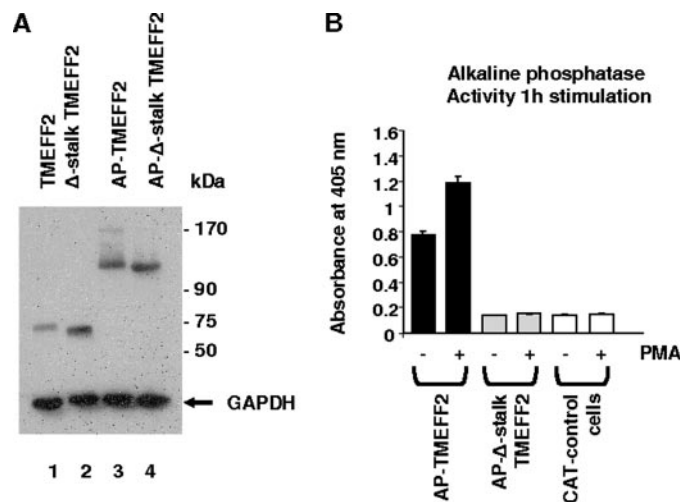 A
TMEFF2
Δ-stalk TMEFF2
AP-TMEFF2
AP-Δ-stalk TMEFF2
kDa
- 170
- 90
- 75
- 50
GAPDH
1 2 3 4
B
Alkaline phosphatase
Activity 1h stimulation
Absorbance at 405 nm
1.6
1.2
1
0.8
0.6
0.4
0.2
0
- + - + - + PMA
AP-TMEFF2
AP-Δ-stalk
TMEFF2
CAT-control
cells